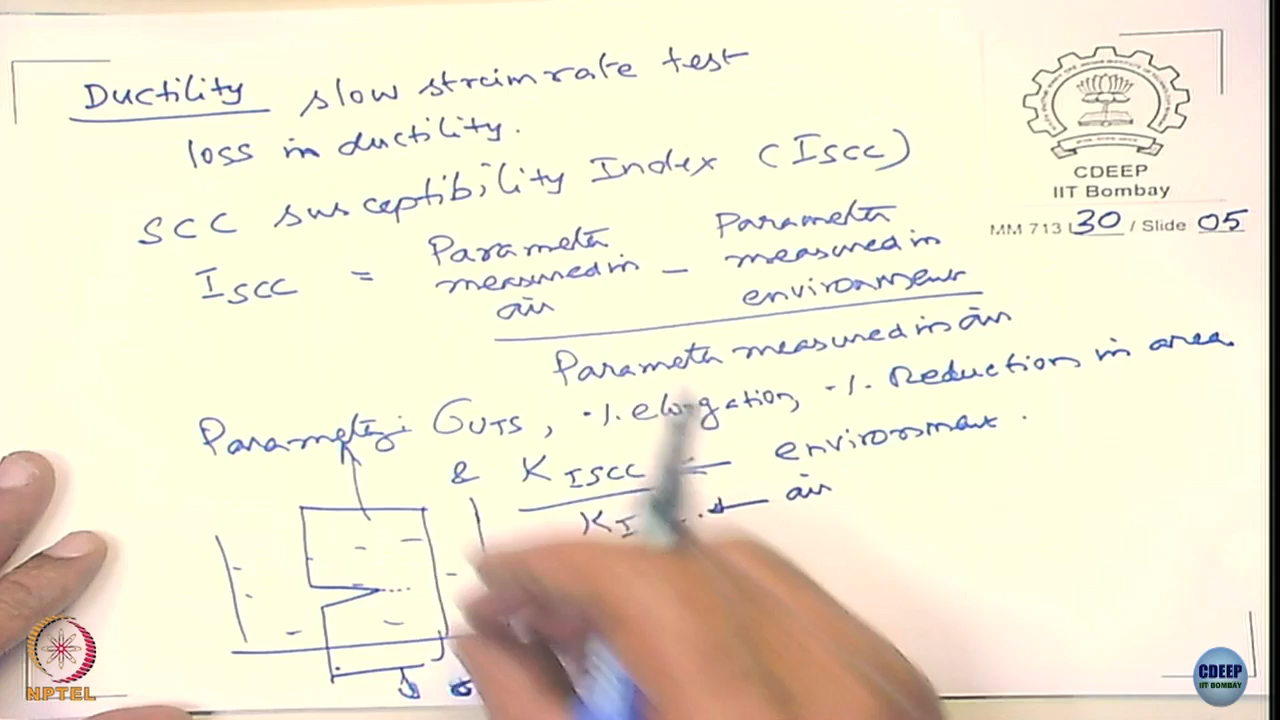 Ductility slow strain rate test
loss in ductility.
SCC susceptibility Index (ISCC)
ISCC = Parameter measured in air − Parameter measured in environment
Parameter measured in air
Parameter: σUTS, % elongation, % Reduction in area
& KISCC ← environment.
KI ← air
CDEEP
IIT Bombay
MM 713 L30 / Slide 05
NPTEL
CDEEP
IIT BOMBAY